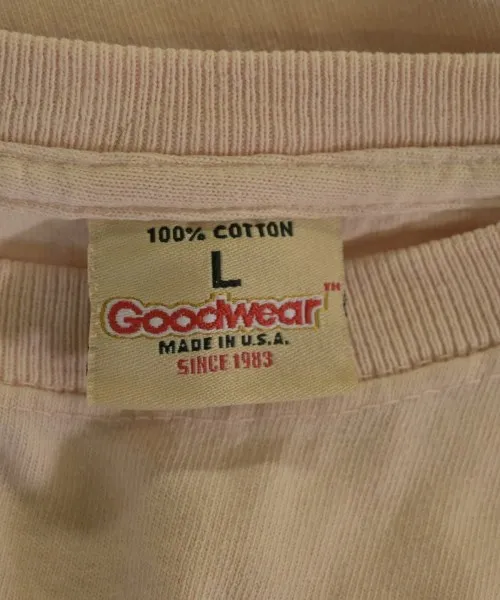 100% COTTON
L
Goodwear™
MADE IN U.S.A.
SINCE 1983